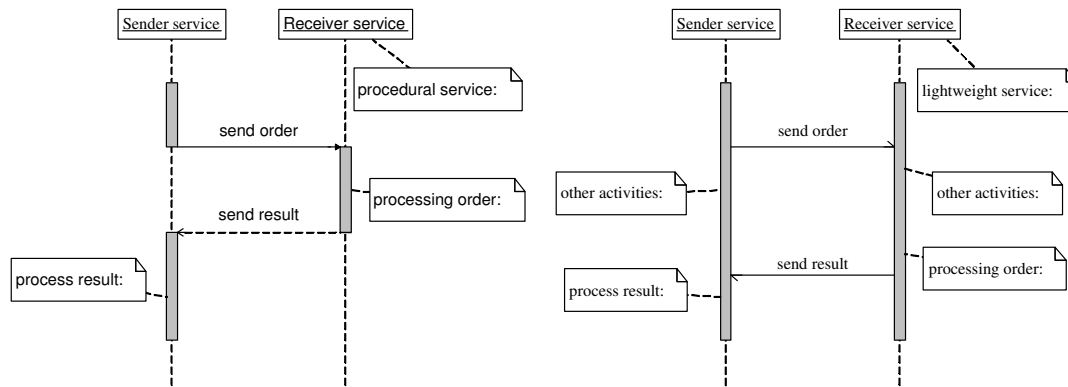 Sender service
Receiver service
procedural service:
send order
processing order:
send result
process result:
Sender service
Receiver service
lightweight service:
send order
other activities:
other activities:
send result
processing order:
process result: